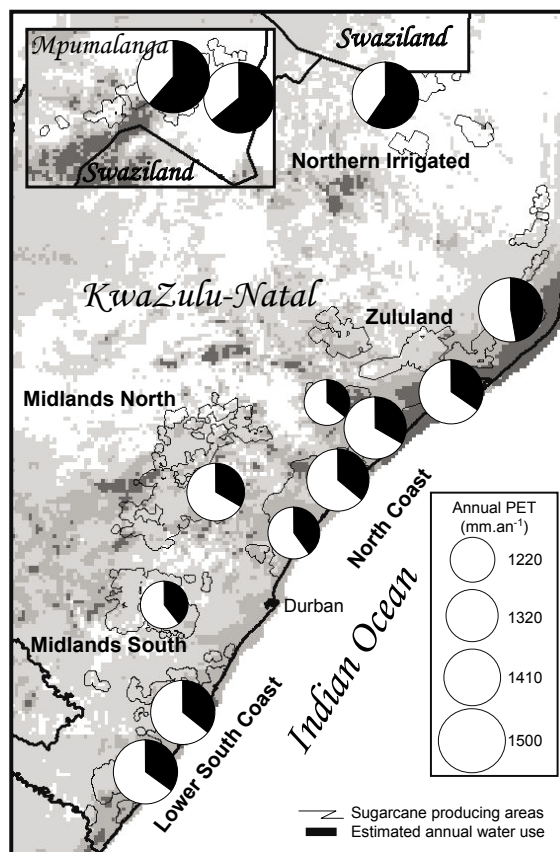 Mpumalanga
Swaziland
Swaziland
Northern Irrigated
KwaZulu-Natal
Zululand
Midlands North
North Coast
Durban
Midlands South
Lower South Coast
Indian Ocean
Annual PET
(mm.an⁻¹)
1220
1320
1410
1500
Sugarcane producing areas
Estimated annual water use